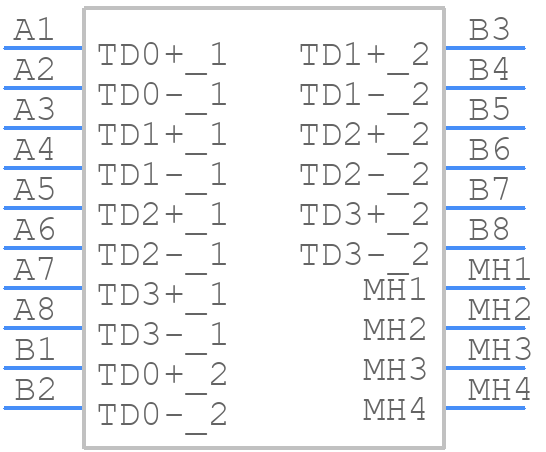 A1 TD0+_1 TD1+_2 B3
A2 TD0-_1 TD1-_2 B4
A3 TD1+_1 TD2+_2 B5
A4 TD1-_1 TD2-_2 B6
A5 TD2+_1 TD3+_2 B7
A6 TD2-_1 TD3-_2 B8
A7 TD3+_1 MH1 MH1
A8 TD3-_1 MH2 MH2
B1 TD0+_2 MH3 MH3
B2 TD0-_2 MH4 MH4